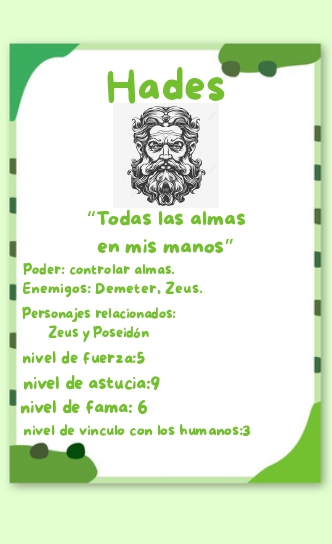 Hades
“Todas las almas
en mis manos”
Poder: controlar almas.
Enemigos: Demeter, Zeus.
Personajes relacionados:
Zeus y Poseidón
nivel de fuerza:5
nivel de astucia:9
nivel de fama: 6
nivel de vinculo con los humanos:3